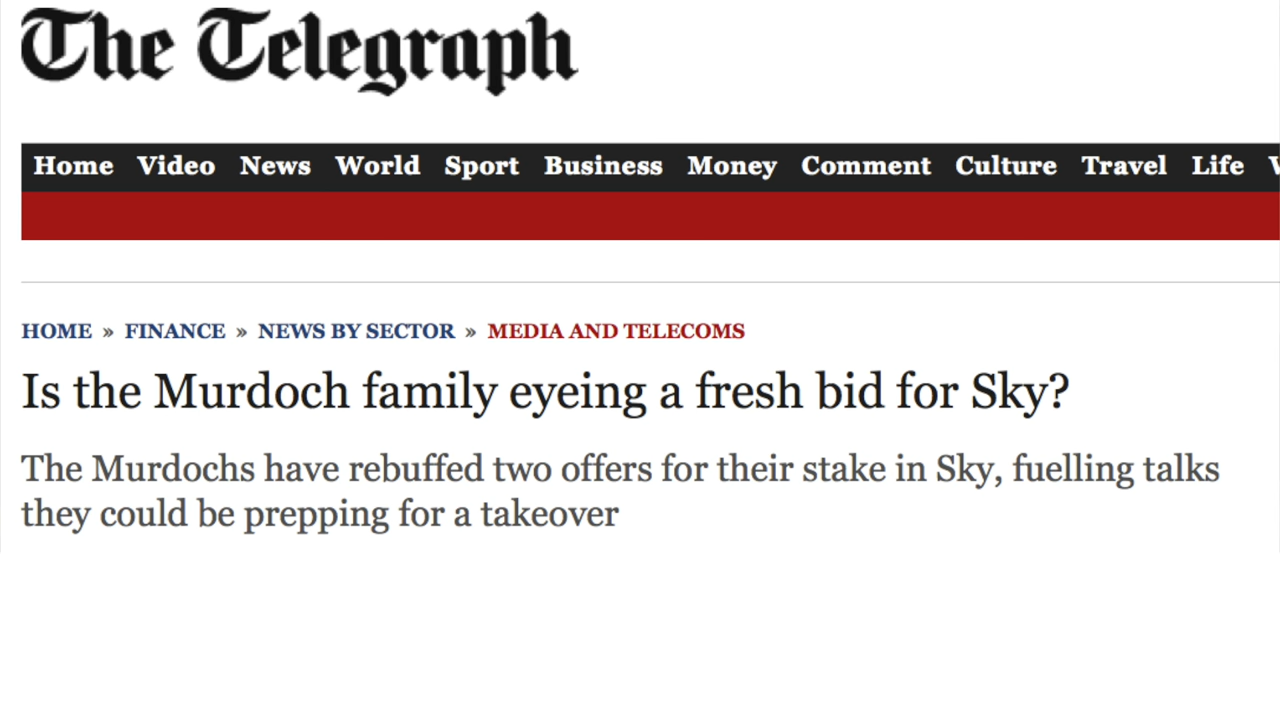 The Telegraph
Home Video News World Sport Business Money Comment Culture Travel Life
HOME » FINANCE » NEWS BY SECTOR » MEDIA AND TELECOMS
Is the Murdoch family eyeing a fresh bid for Sky?
The Murdochs have rebuffed two offers for their stake in Sky, fuelling talks
they could be prepping for a takeover